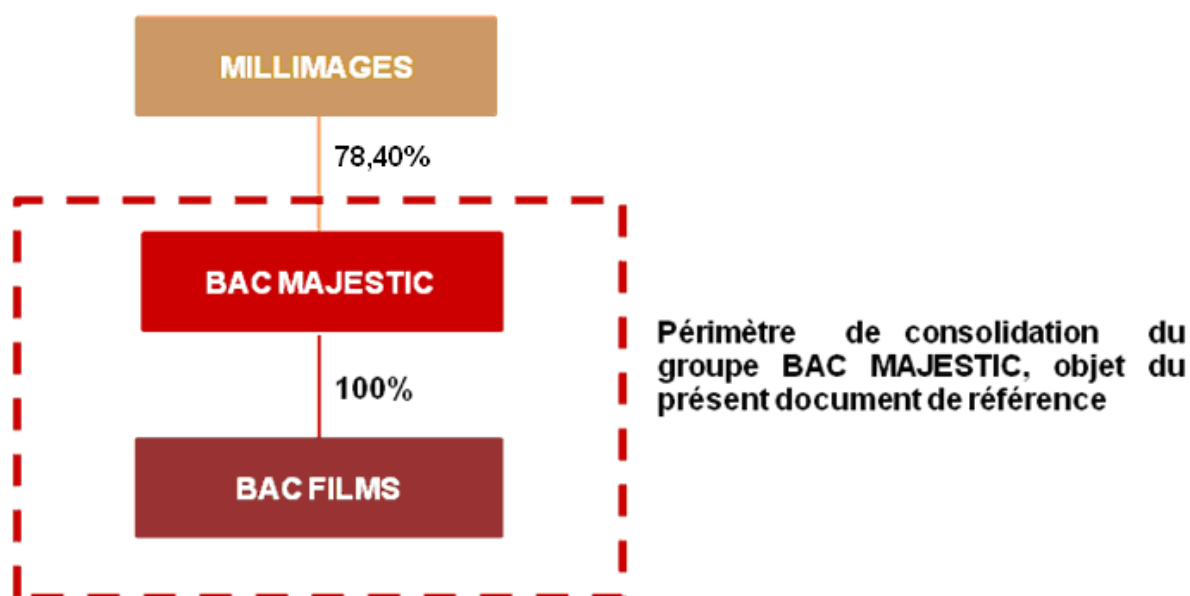 MILLIMAGES
78,40%
BAC MAJESTIC
100%
BAC FILMS
Périmètre de consolidation du
groupe BAC MAJESTIC, objet du
présent document de référence